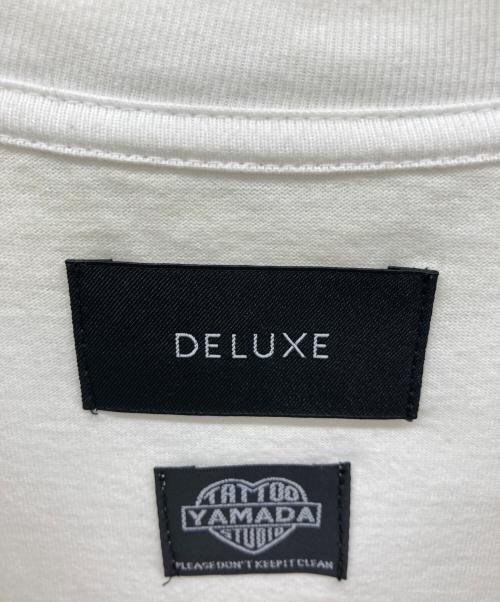 DELUXE
TATTOO
YAMADA
STUDIO
PLEASE DON'T KEEP IT CLEAN